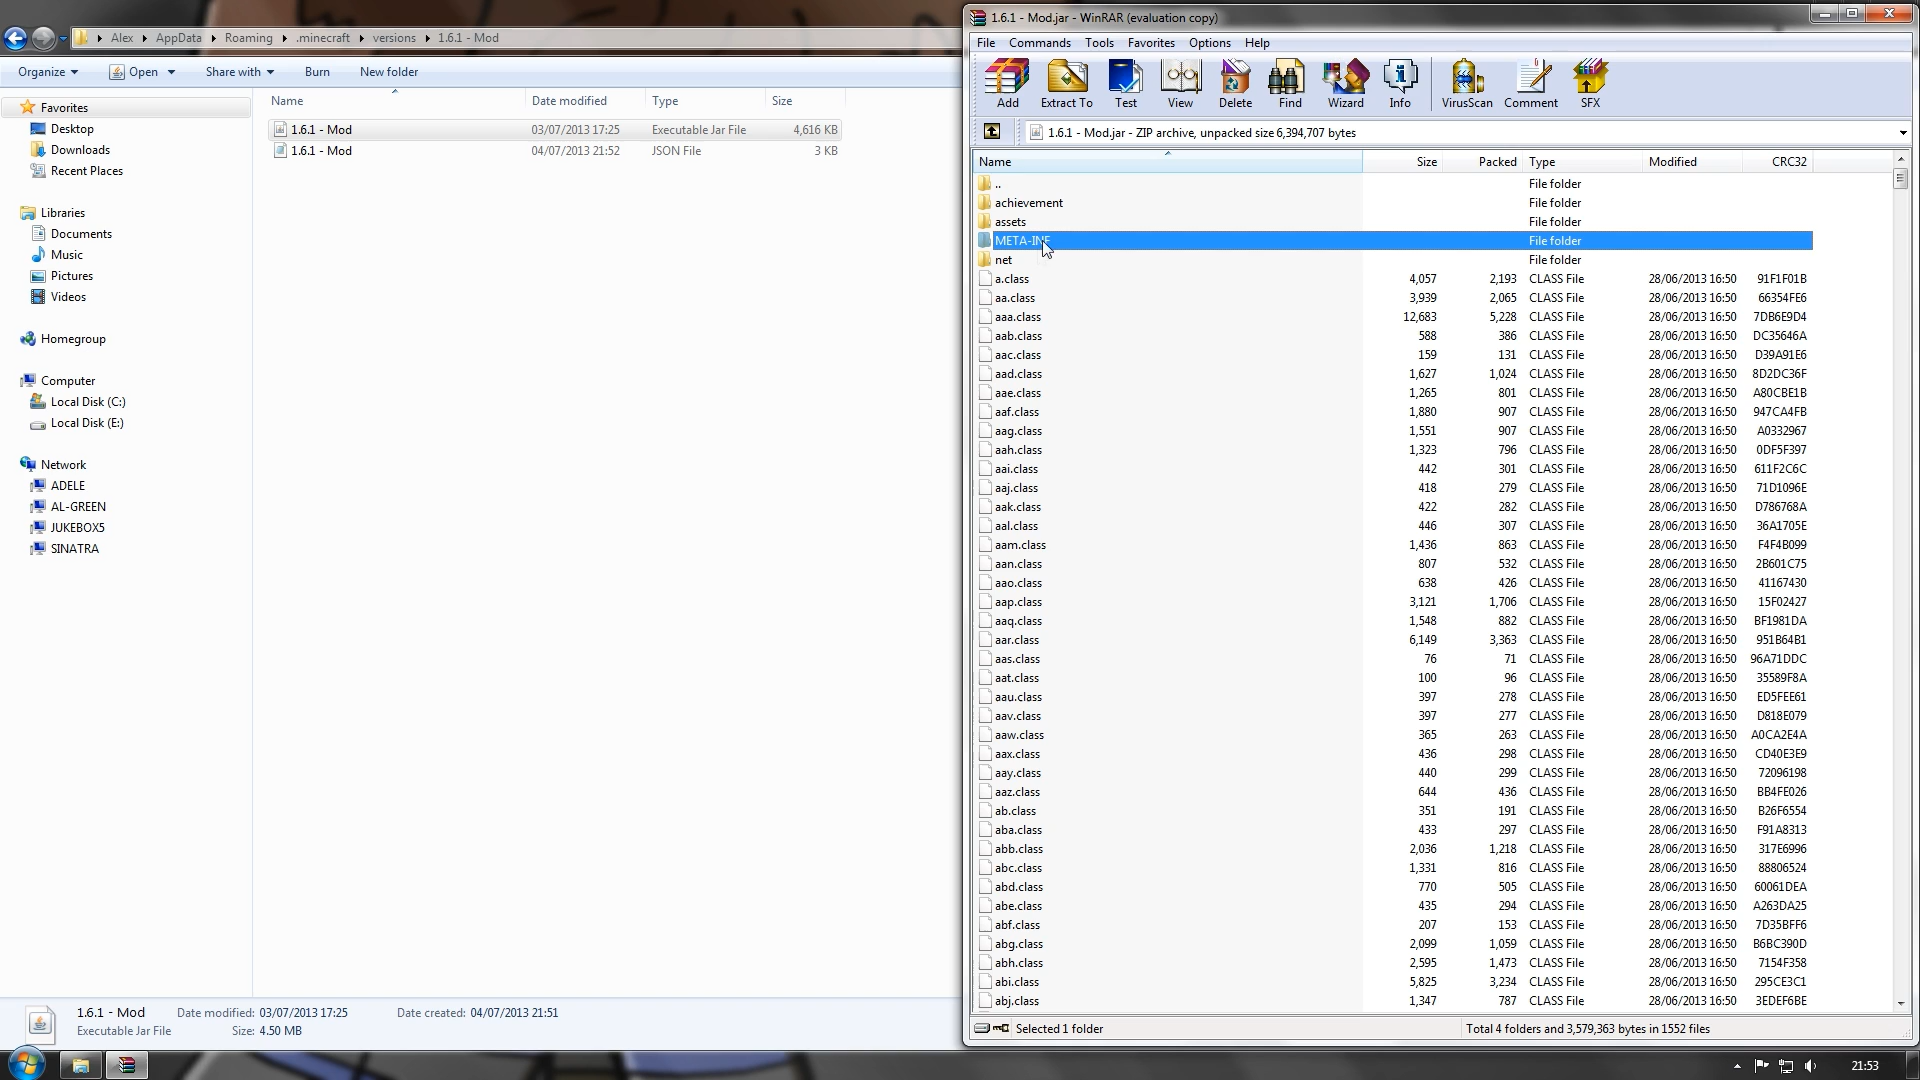 1.6.1 - Mod.jar - WinRAR (evaluation copy)
Alex AppData Roaming .minecraft versions 1.6.1 - Mod
File Commands Tools Favorites Options Help
Organize Open Share with Burn New folder
Add Extract To Test View Delete Find Wizard Info VirusScan Comment SFX
Name Date modified Type Size
1.6.1 - Mod 03/07/2013 17:25 Executable Jar File 4,616 KB
1.6.1 - Mod 04/07/2013 21:52 JSON File 3 KB
Favorites
Desktop
Downloads
Recent Places
Libraries
Documents
Music
Pictures
Videos
Homegroup
Computer
Local Disk (C:)
Local Disk (E:)
Network
ADELE
AL-GREEN
JUKEBOX5
SINATRA
1.6.1 - Mod.jar - ZIP archive, unpacked size 6,394,707 bytes
Name Size Packed Type Modified CRC32
.. File folder
achievement File folder
assets File folder
META-INF File folder
net File folder
a.class 4,057 2,193 CLASS File 28/06/2013 16:50 91F1F01B
aa.class 3,939 2,065 CLASS File 28/06/2013 16:50 66354FE6
aaa.class 12,683 5,228 CLASS File 28/06/2013 16:50 7DB6E9D4
aab.class 588 386 CLASS File 28/06/2013 16:50 DC35646A
aac.class 159 131 CLASS File 28/06/2013 16:50 D39A91E6
aad.class 1,627 1,024 CLASS File 28/06/2013 16:50 8D2DC36F
aae.class 1,265 801 CLASS File 28/06/2013 16:50 A80CBE1B
aaf.class 1,880 907 CLASS File 28/06/2013 16:50 947CA4FB
aag.class 1,551 907 CLASS File 28/06/2013 16:50 A0332967
aah.class 1,323 796 CLASS File 28/06/2013 16:50 0DF5F397
aai.class 442 301 CLASS File 28/06/2013 16:50 611F2C6C
aaj.class 418 279 CLASS File 28/06/2013 16:50 71D1096E
aak.class 422 282 CLASS File 28/06/2013 16:50 D786768A
aal.class 446 307 CLASS File 28/06/2013 16:50 36A1705E
aam.class 1,436 863 CLASS File 28/06/2013 16:50 F4F4B099
aan.class 807 532 CLASS File 28/06/2013 16:50 2B601C75
aao.class 638 426 CLASS File 28/06/2013 16:50 41167430
aap.class 3,121 1,706 CLASS File 28/06/2013 16:50 15F02427
aaq.class 1,548 882 CLASS File 28/06/2013 16:50 BF1981DA
aar.class 6,149 3,363 CLASS File 28/06/2013 16:50 951B64B1
aas.class 76 71 CLASS File 28/06/2013 16:50 96A71DDC
aat.class 100 96 CLASS File 28/06/2013 16:50 35589F8A
aau.class 397 278 CLASS File 28/06/2013 16:50 ED5FEE61
aav.class 397 277 CLASS File 28/06/2013 16:50 D818E079
aaw.class 365 263 CLASS File 28/06/2013 16:50 A0CA2E4A
aax.class 436 298 CLASS File 28/06/2013 16:50 CD40E3E9
aay.class 440 299 CLASS File 28/06/2013 16:50 72096198
aaz.class 644 436 CLASS File 28/06/2013 16:50 BB4FE026
ab.class 351 191 CLASS File 28/06/2013 16:50 B26F6554
aba.class 433 297 CLASS File 28/06/2013 16:50 F91A8313
abb.class 2,036 1,218 CLASS File 28/06/2013 16:50 317E6996
abc.class 1,331 816 CLASS File 28/06/2013 16:50 88806524
abd.class 770 505 CLASS File 28/06/2013 16:50 60061DEA
abe.class 435 294 CLASS File 28/06/2013 16:50 A263DA25
abf.class 207 153 CLASS File 28/06/2013 16:50 7D35BFF6
abg.class 2,099 1,059 CLASS File 28/06/2013 16:50 B6BC390D
abh.class 2,595 1,473 CLASS File 28/06/2013 16:50 7154F358
abi.class 5,825 3,234 CLASS File 28/06/2013 16:50 295CE3C1
abj.class 1,347 787 CLASS File 28/06/2013 16:50 3EDEF6BE
1.6.1 - Mod Date modified: 03/07/2013 17:25 Date created: 04/07/2013 21:51
Executable Jar File Size: 4.50 MB
Selected 1 folder Total 4 folders and 3,579,363 bytes in 1552 files
21:53